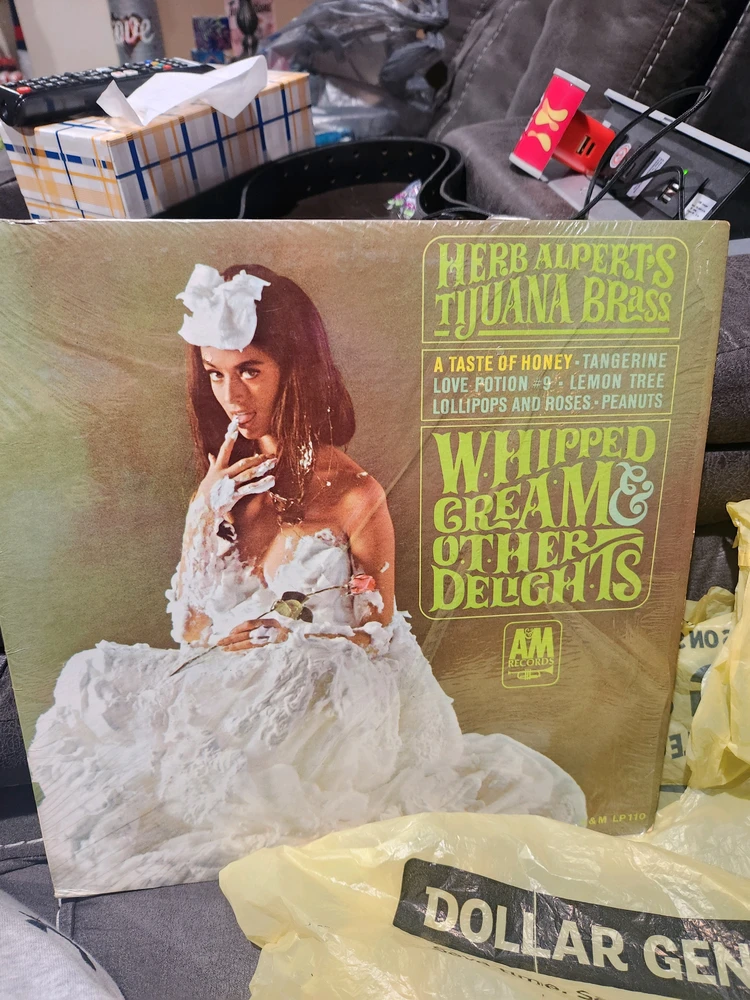 HERB ALPERT'S
TIJUANA BRASS
A TASTE OF HONEY • TANGERINE
LOVE POTION #9 • LEMON TREE
LOLLIPOPS AND ROSES • PEANUTS
WHIPPED
CREAM &
OTHER
DELIGHTS
A&M
RECORDS
&M LP110
DOLLAR GEN